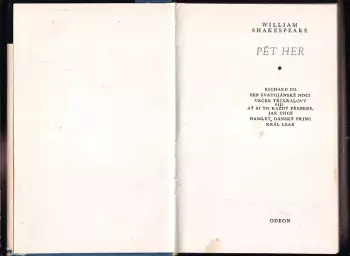 WILLIAM
SHAKESPEARE
PĚT HER
RICHARD III.
SEN SVATOJÁNSKÉ NOCI
VEČER TŘÍKRÁLOVÝ
ČILI
AŤ SI TO KAŽDÝ PŘEBERE,
JAK CHCE
HAMLET, DÁNSKÝ PRINC
KRÁL LEAR
ODEON